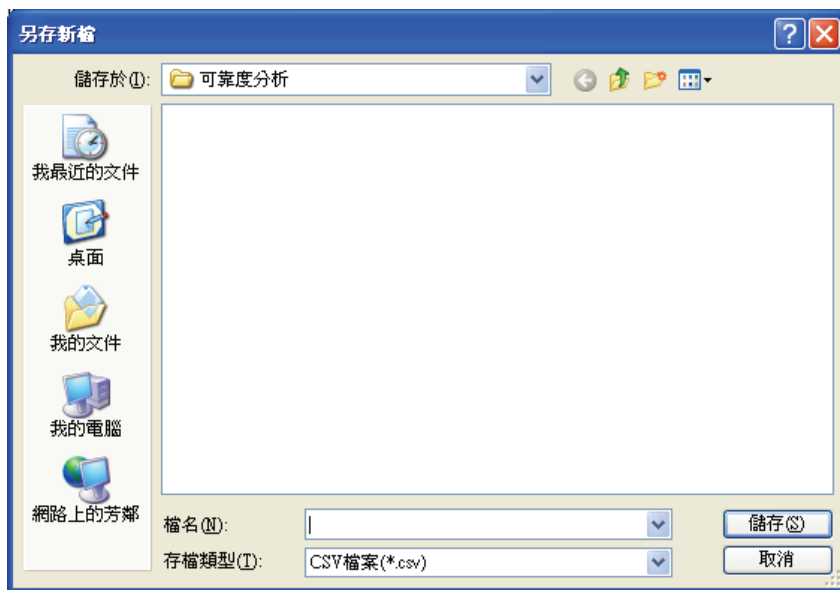 另存新檔
儲存於(I):
可靠度分析
我最近的文件
桌面
我的文件
我的電腦
網路上的芳鄰
檔名(N):
儲存(S)
存檔類型(T):
CSV檔案(*.csv)
取消